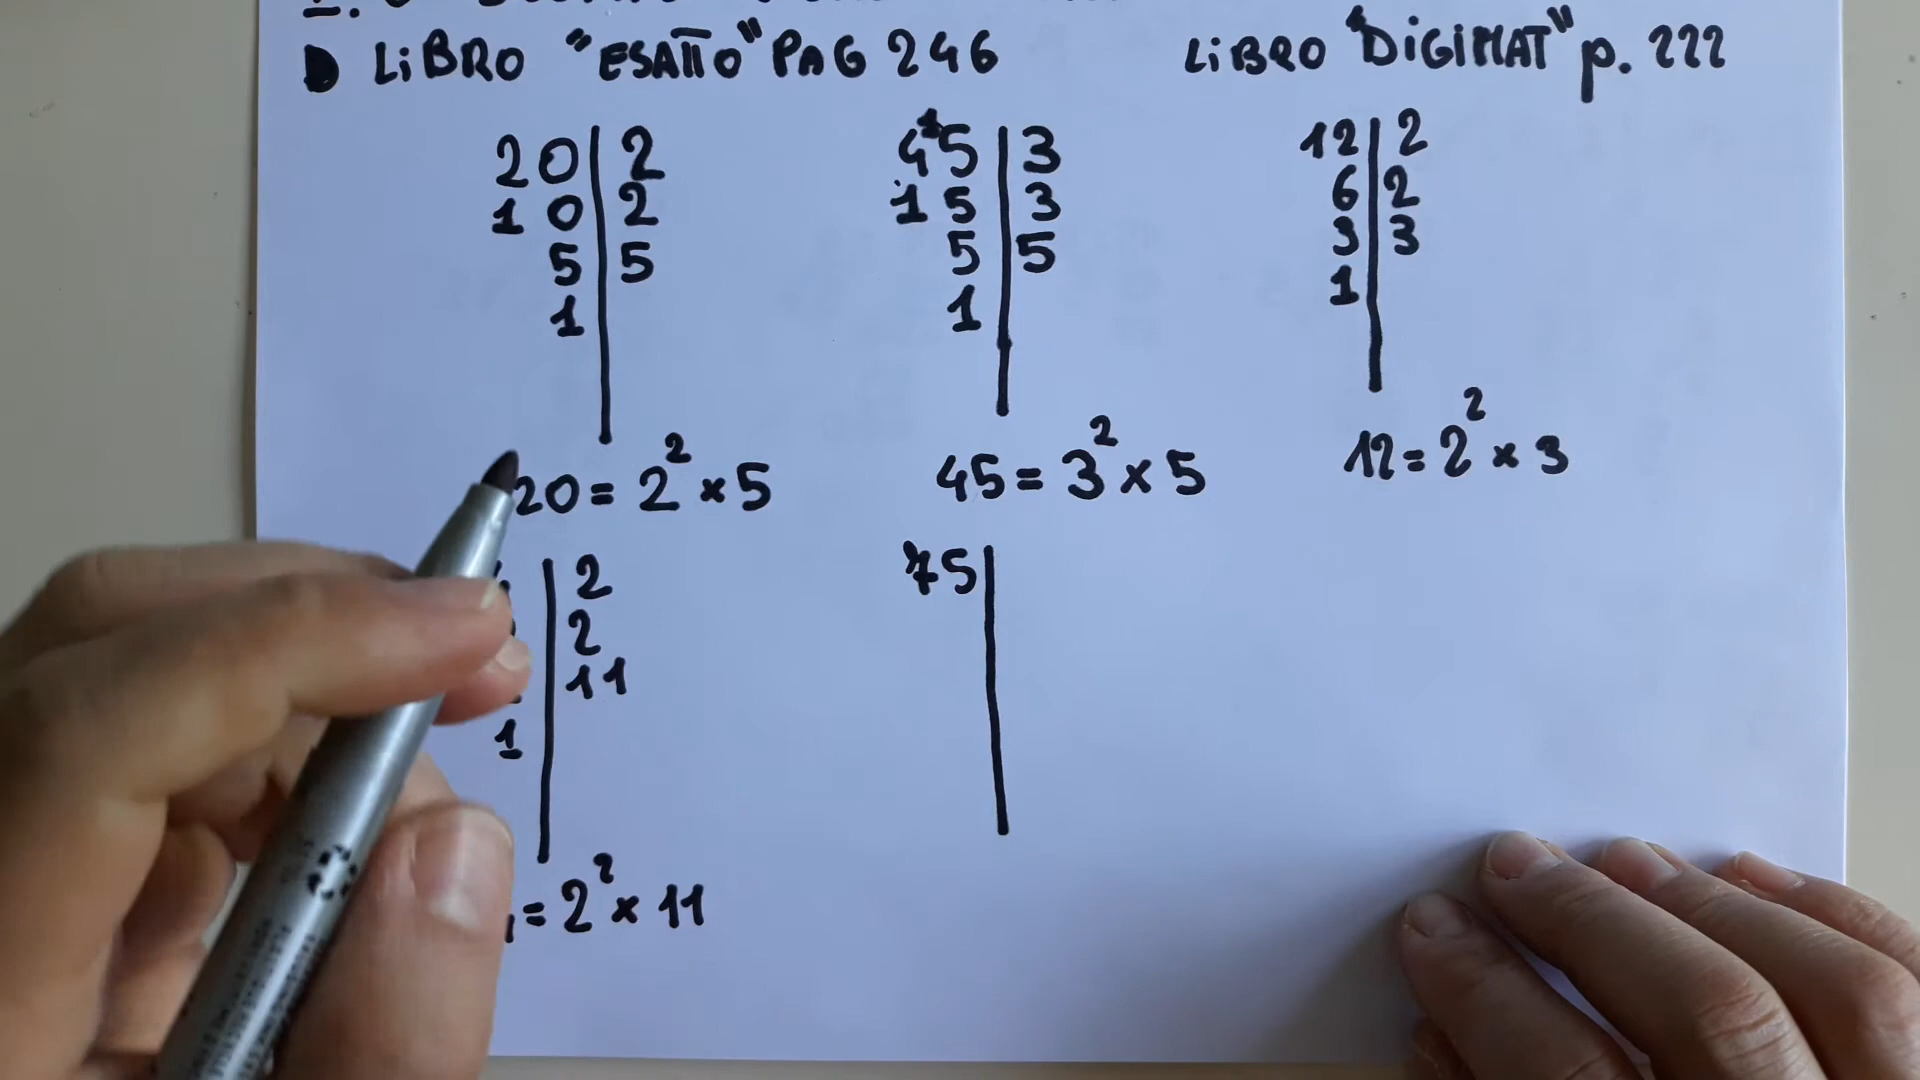 LiBRO "ESATTO" PAG 246
LiBRO "DiGiMAT" p. 222
20 | 2
10 | 2
5 | 5
1
20 = 2² × 5
45 | 3
15 | 3
5 | 5
1
45 = 3² × 5
12 | 2
6 | 2
3 | 3
1
12 = 2² × 3
2
2
11
1
= 2² × 11
75